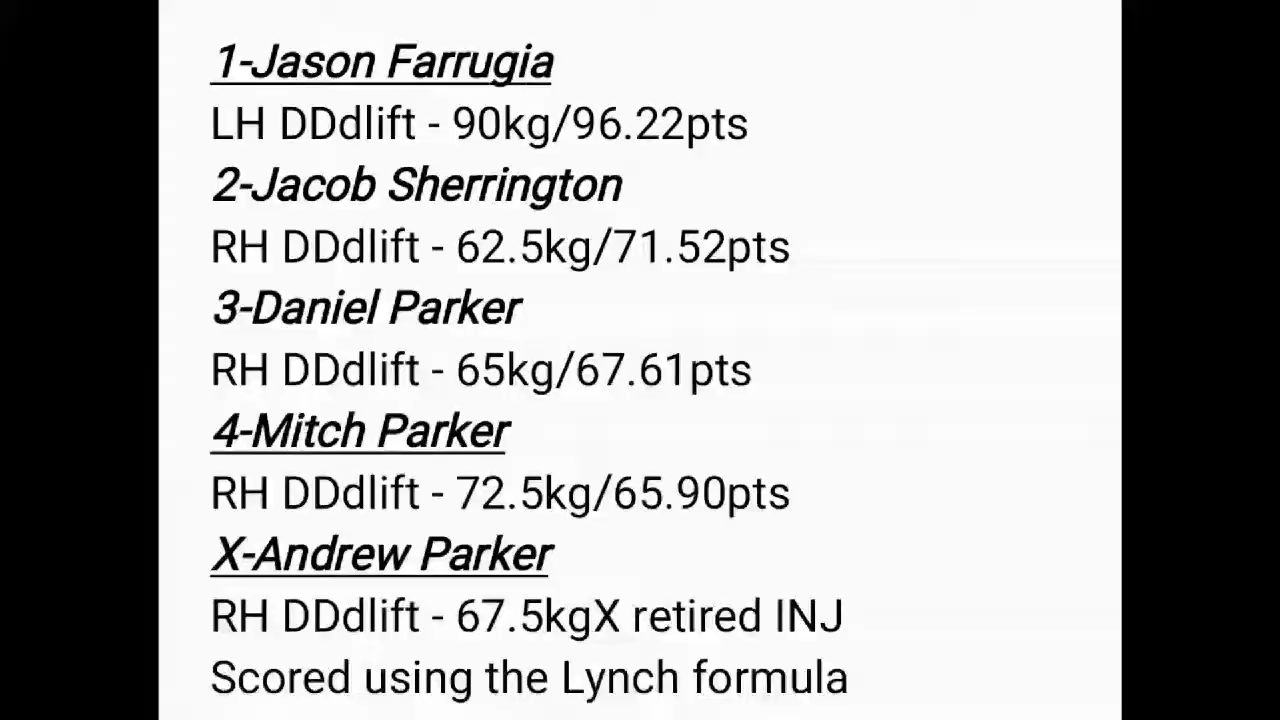 1-Jason Farrugia
LH DDdlift - 90kg/96.22pts
2-Jacob Sherrington
RH DDdlift - 62.5kg/71.52pts
3-Daniel Parker
RH DDdlift - 65kg/67.61pts
4-Mitch Parker
RH DDdlift - 72.5kg/65.90pts
X-Andrew Parker
RH DDdlift - 67.5kgX retired INJ
Scored using the Lynch formula